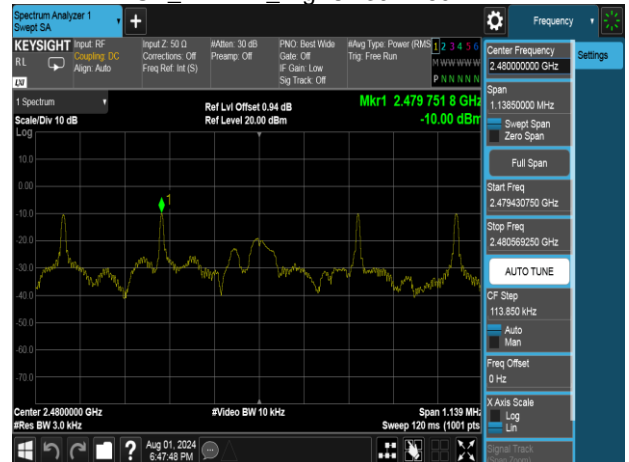 Spectrum Analyzer 1
Swept SA
Frequency
KEYSIGHT
RL
Input: RF
Coupling: DC
Align: Auto
Input Z: 50 Ω
Corrections: Off
Freq Ref: Int (S)
#Atten: 30 dB
Preamp: Off
PNO: Best Wide
Gate: Off
IF Gain: Low
Sig Track: Off
#Avg Type: Power (RMS
Trig: Free Run
1 2 3 4 5 6
M W W W W W
P N N N N N
1 Spectrum
Scale/Div 10 dB
Log
Ref Lvl Offset 0.94 dB
Ref Level 20.00 dBm
Mkr1 2.479 751 8 GHz
-10.00 dBm
10.0
0.00
-10.0
-20.0
-30.0
-40.0
-50.0
-60.0
-70.0
1
Center 2.4800000 GHz
#Res BW 3.0 kHz
#Video BW 10 kHz
Span 1.139 MHz
Sweep 120 ms (1001 pts
Aug 01, 2024
6:47:48 PM
Center Frequency
2.480000000 GHz
Span
1.13850000 MHz
Swept Span
Zero Span
Full Span
Start Freq
2.479430750 GHz
Stop Freq
2.480569250 GHz
AUTO TUNE
CF Step
113.850 kHz
Auto
Man
Freq Offset
0 Hz
X Axis Scale
Log
Lin
Signal Track
(Span Zoom)
Settings